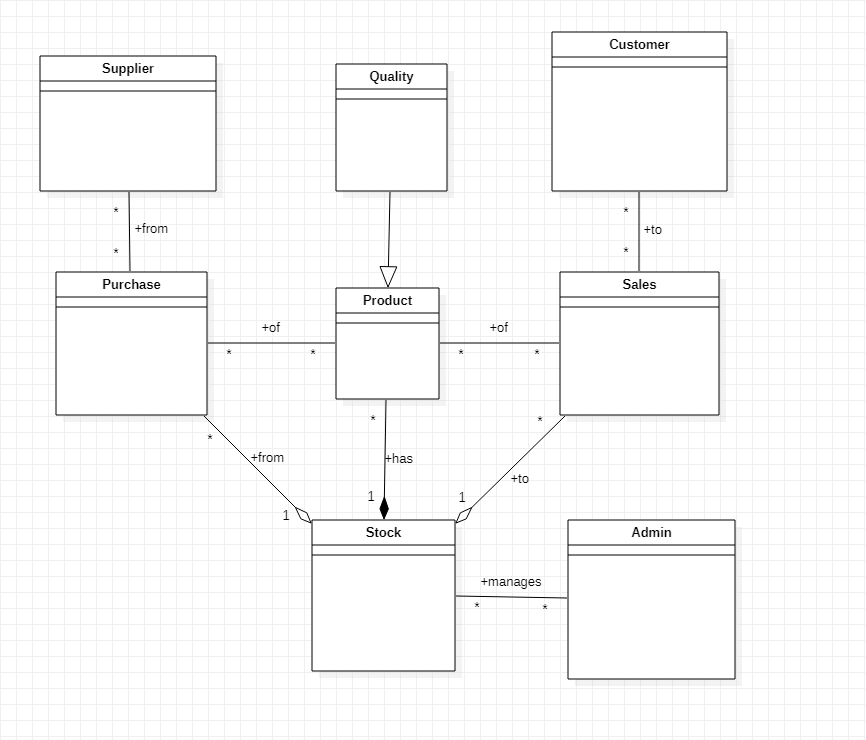 Customer
Supplier
Quality
*
+from
*
*
+to
*
Purchase
Product
Sales
+of
*
*
+of
*
*
*
+from
1
*
+has
1
*
+to
1
Stock
Admin
+manages
*
*